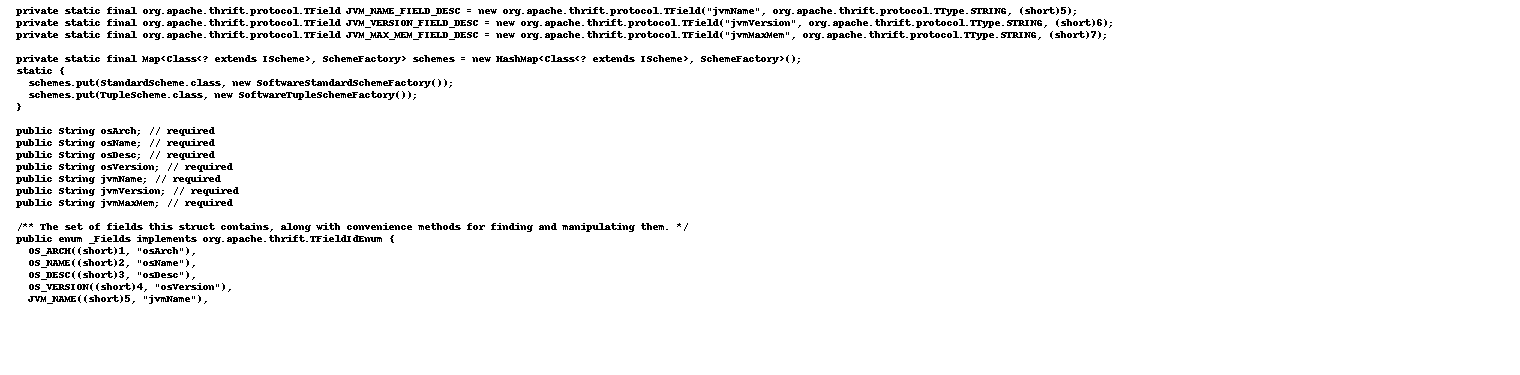 private static final org.apache.thrift.protocol.TField JVM_NAME_FIELD_DESC = new org.apache.thrift.protocol.TField("jvmName", org.apache.thrift.protocol.TType.STRING, (short)5);
private static final org.apache.thrift.protocol.TField JVM_VERSION_FIELD_DESC = new org.apache.thrift.protocol.TField("jvmVersion", org.apache.thrift.protocol.TType.STRING, (short)6);
private static final org.apache.thrift.protocol.TField JVM_MAX_MEM_FIELD_DESC = new org.apache.thrift.protocol.TField("jvmMaxMem", org.apache.thrift.protocol.TType.STRING, (short)7);
private static final Map<Class<? extends IScheme>, SchemeFactory> schemes = new HashMap<Class<? extends IScheme>, SchemeFactory>();
static {
schemes.put(StandardScheme.class, new SoftwareStandardSchemeFactory());
schemes.put(TupleScheme.class, new SoftwareTupleSchemeFactory());
}
public String osArch; // required
public String osName; // required
public String osDesc; // required
public String osVersion; // required
public String jvmName; // required
public String jvmVersion; // required
public String jvmMaxMem; // required
/** The set of fields this struct contains, along with convenience methods for finding and manipulating them. */
public enum _Fields implements org.apache.thrift.TFieldIdEnum {
OS_ARCH((short)1, "osArch"),
OS_NAME((short)2, "osName"),
OS_DESC((short)3, "osDesc"),
OS_VERSION((short)4, "osVersion"),
JVM_NAME((short)5, "jvmName"),